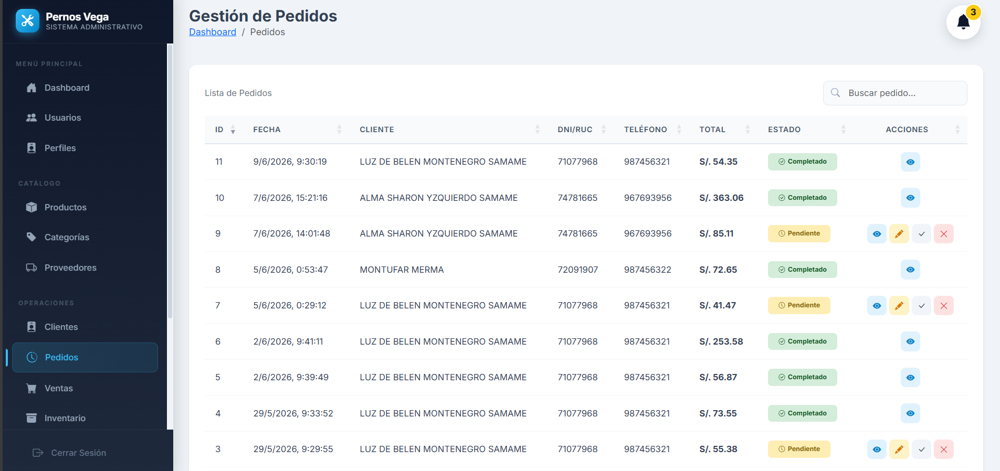 Pernos Vega
SISTEMA ADMINISTRATIVO
MENÚ PRINCIPAL
Dashboard
Usuarios
Perfiles
CATÁLOGO
Productos
Categorías
Proveedores
OPERACIONES
Clientes
Pedidos
Ventas
Inventario
Cerrar Sesión
Gestión de Pedidos
Dashboard / Pedidos
3
Lista de Pedidos
Buscar pedido...
ID FECHA CLIENTE DNI/RUC TELÉFONO TOTAL ESTADO ACCIONES
11 9/6/2026, 9:30:19 LUZ DE BELEN MONTENEGRO SAMAME 71077968 987456321 S/. 54.35 Completado
10 7/6/2026, 15:21:16 ALMA SHARON YZQUIERDO SAMAME 74781665 967693956 S/. 363.06 Completado
9 7/6/2026, 14:01:48 ALMA SHARON YZQUIERDO SAMAME 74781665 967693956 S/. 85.11 Pendiente
8 5/6/2026, 0:53:47 MONTUFAR MERMA 72091907 987456322 S/. 72.65 Completado
7 5/6/2026, 0:29:12 LUZ DE BELEN MONTENEGRO SAMAME 71077968 987456321 S/. 41.47 Pendiente
6 2/6/2026, 9:41:11 LUZ DE BELEN MONTENEGRO SAMAME 71077968 987456321 S/. 253.58 Completado
5 2/6/2026, 9:39:49 LUZ DE BELEN MONTENEGRO SAMAME 71077968 987456321 S/. 56.87 Completado
4 29/5/2026, 9:33:52 LUZ DE BELEN MONTENEGRO SAMAME 71077968 987456321 S/. 73.55 Completado
3 29/5/2026, 9:29:55 LUZ DE BELEN MONTENEGRO SAMAME 71077968 987456321 S/. 55.38 Pendiente